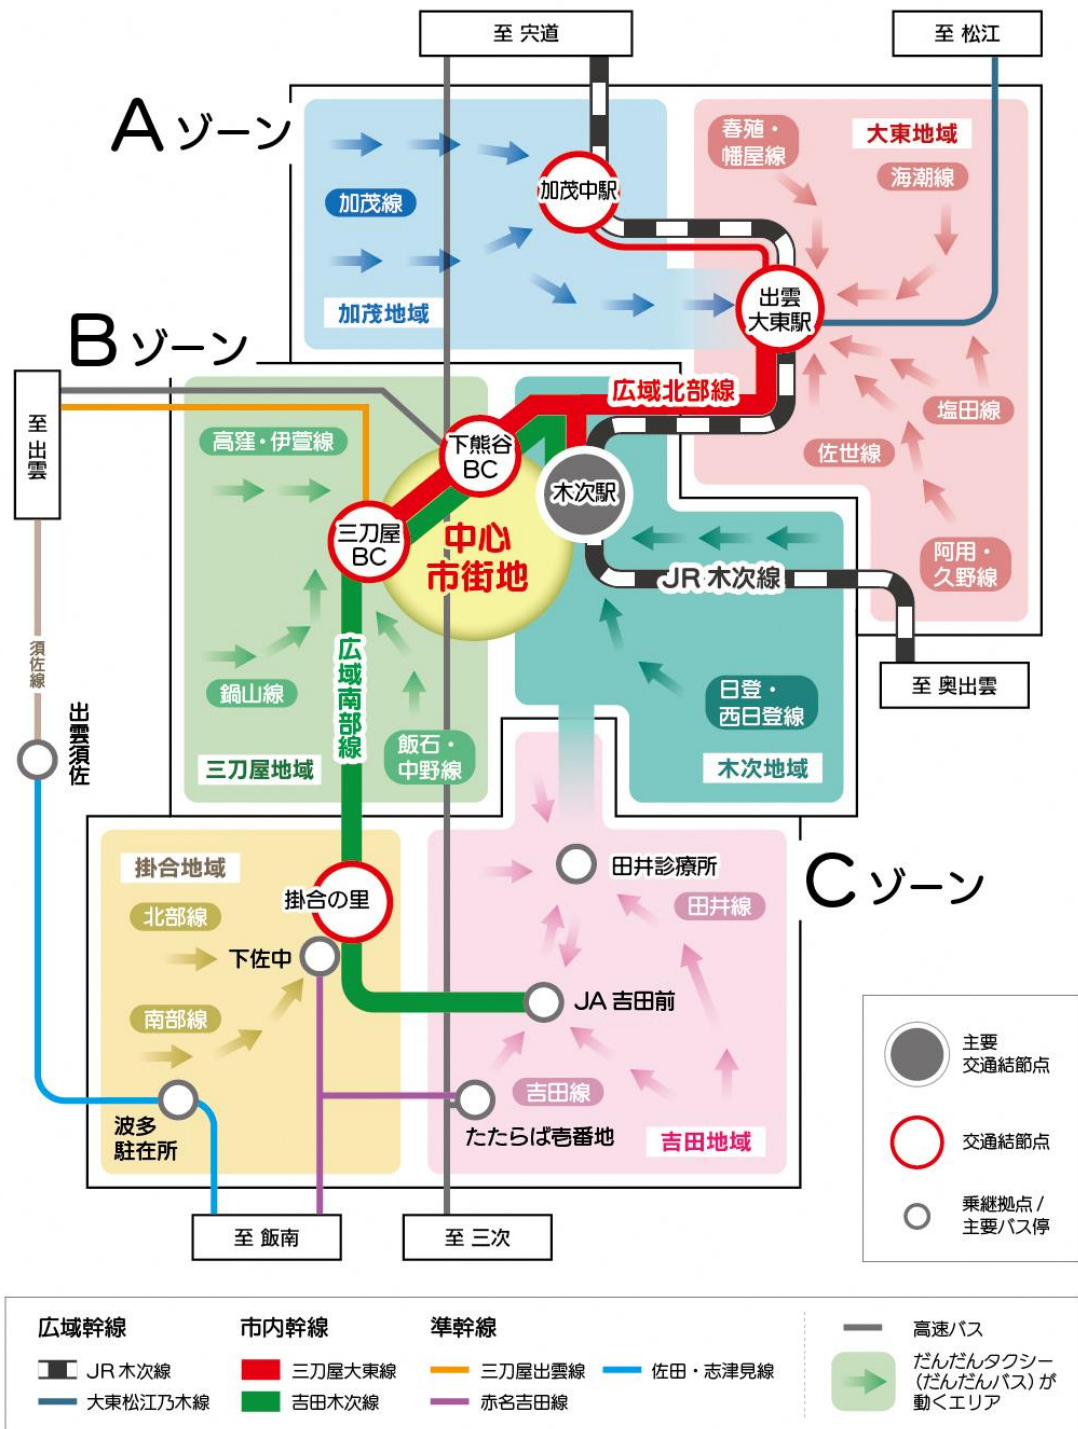 至 宍道
至 松江
A ゾーン
春殖・
幡屋線
大東地域
海潮線
加茂中駅
加茂線
加茂地域
出雲
大東駅
B ゾーン
至 出雲
広域北部線
塩田線
佐世線
高窪・伊萱線
下熊谷
BC
木次駅
三刀屋
BC
中心
市街地
阿用・
久野線
JR 木次線
須佐線
広域南部線
鍋山線
至 奥出雲
日登・
西日登線
出雲須佐
三刀屋地域
飯石・
中野線
木次地域
掛合地域
田井診療所
C ゾーン
掛合の里
北部線
田井線
下佐中
南部線
JA 吉田前
吉田線
波多
駐在所
たたらば壱番地
吉田地域
至 飯南
至 三次
主要
交通結節点
交通結節点
乗継拠点 /
主要バス停
広域幹線
市内幹線
準幹線
JR 木次線
三刀屋大東線
三刀屋出雲線
佐田・志津見線
大東松江乃木線
吉田木次線
赤名吉田線
高速バス
だんだんタクシー
(だんだんバス) が
動くエリア